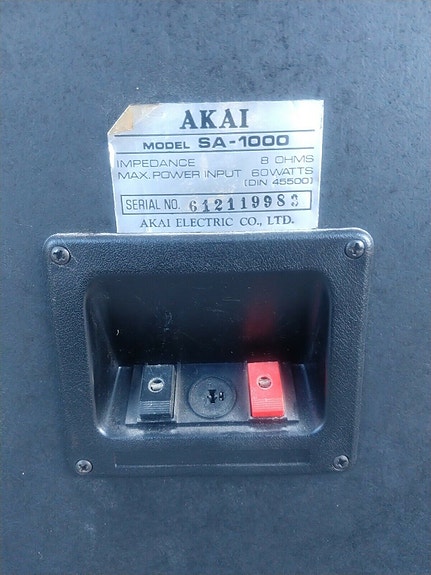 AKAI
MODEL SA-1000
IMPEDANCE 8 OHMS
MAX. POWER INPUT 60WATTS
(DIN 45500)
SERIAL NO. 612119983
AKAI ELECTRIC CO., LTD.